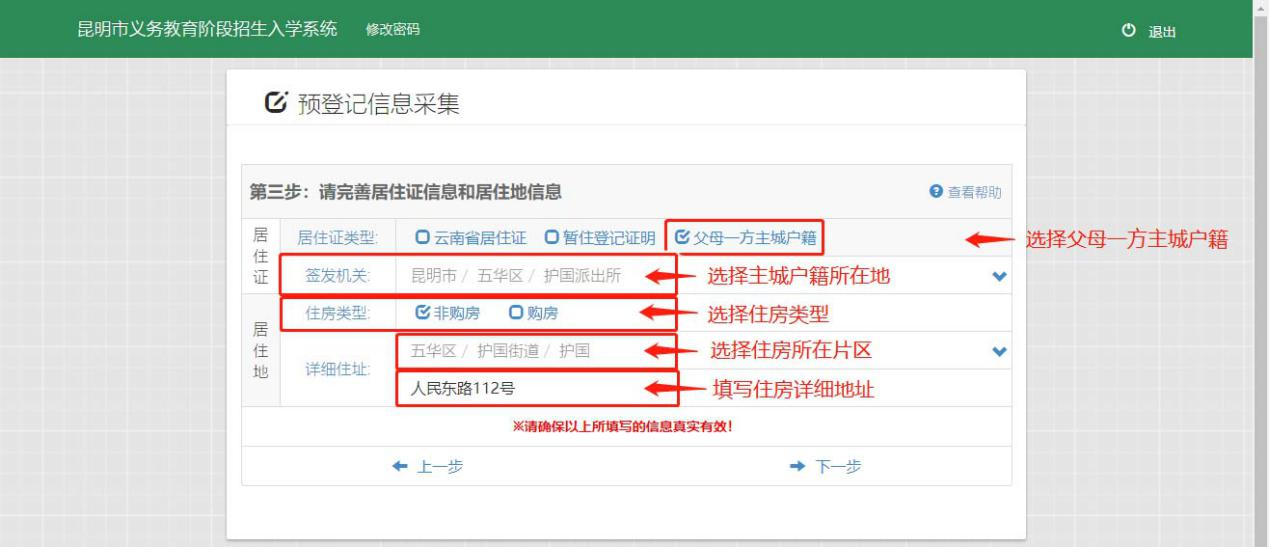 昆明市义务教育阶段招生入学系统 修改密码 退出
预登记信息采集
第三步：请完善居住证信息和居住地信息 查看帮助
居住证
居住证类型: 云南省居住证 暂住登记证明 父母一方主城户籍 选择父母一方主城户籍
签发机关: 昆明市 / 五华区 / 护国派出所 选择主城户籍所在地
居住地
住房类型: 非购房 购房 选择住房类型
详细住址: 五华区 / 护国街道 / 护国 选择住房所在片区
人民东路112号 填写住房详细地址
※请确保以上所填写的信息真实有效！
上一步 下一步